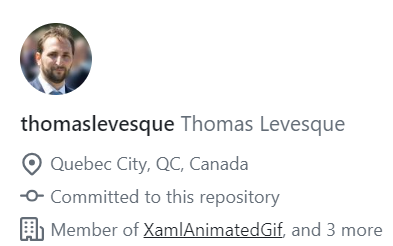 thomaslevesque Thomas Levesque
Quebec City, QC, Canada
Committed to this repository
Member of XamlAnimatedGif, and 3 more